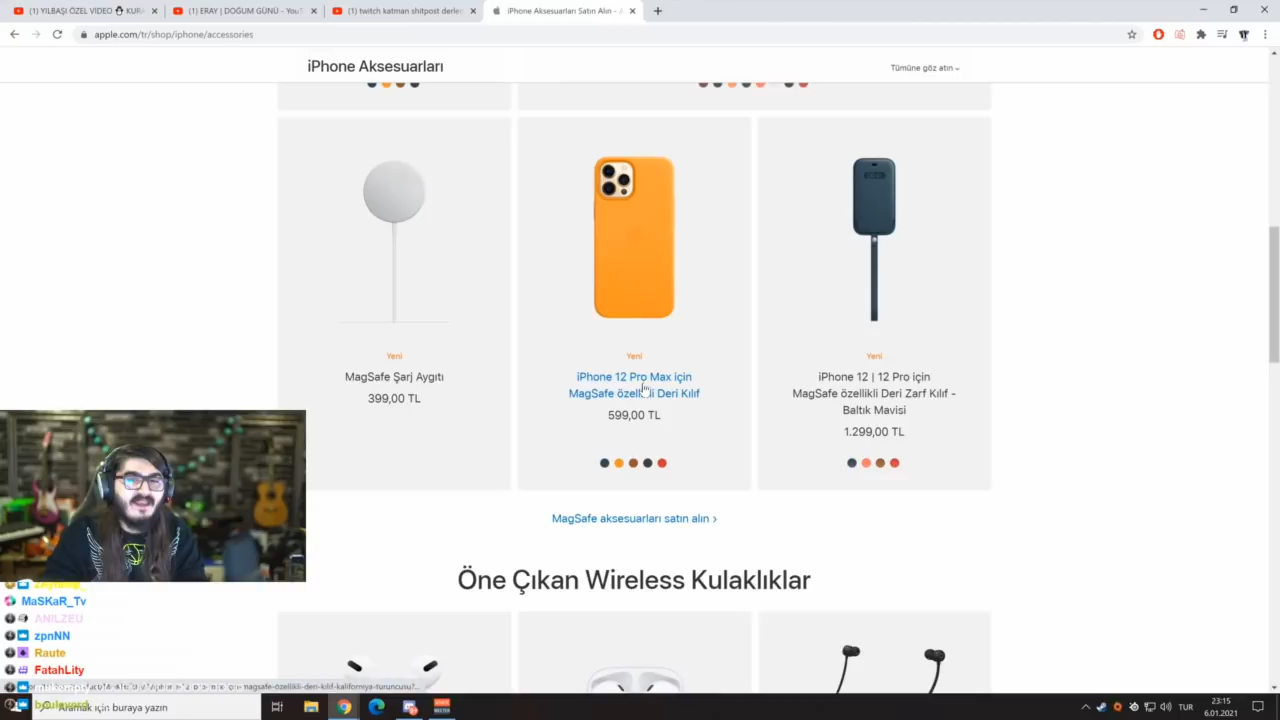 (1) YILBAŞI ÖZEL VIDEO
(1) ERAY | DOĞUM GÜNÜ - YouT
(1) twitch katman shitpost derle
iPhone Aksesuarları Satın Alın - A
apple.com/tr/shop/iphone/accessories
iPhone Aksesuarları
Tümüne göz atın
Yeni
MagSafe Şarj Aygıtı
399,00 TL
Yeni
iPhone 12 Pro Max için
MagSafe özellikli Deri Kılıf
599,00 TL
Yeni
iPhone 12 | 12 Pro için
MagSafe özellikli Deri Zarf Kılıf -
Baltık Mavisi
1.299,00 TL
MagSafe aksesuarları satın alın
Öne Çıkan Wireless Kulaklıklar
MaSKaR_Tv
ANILZEU
zpnNN
Raute
FatahLity
Aramak için buraya yazın
TUR
23:15
6.01.2021